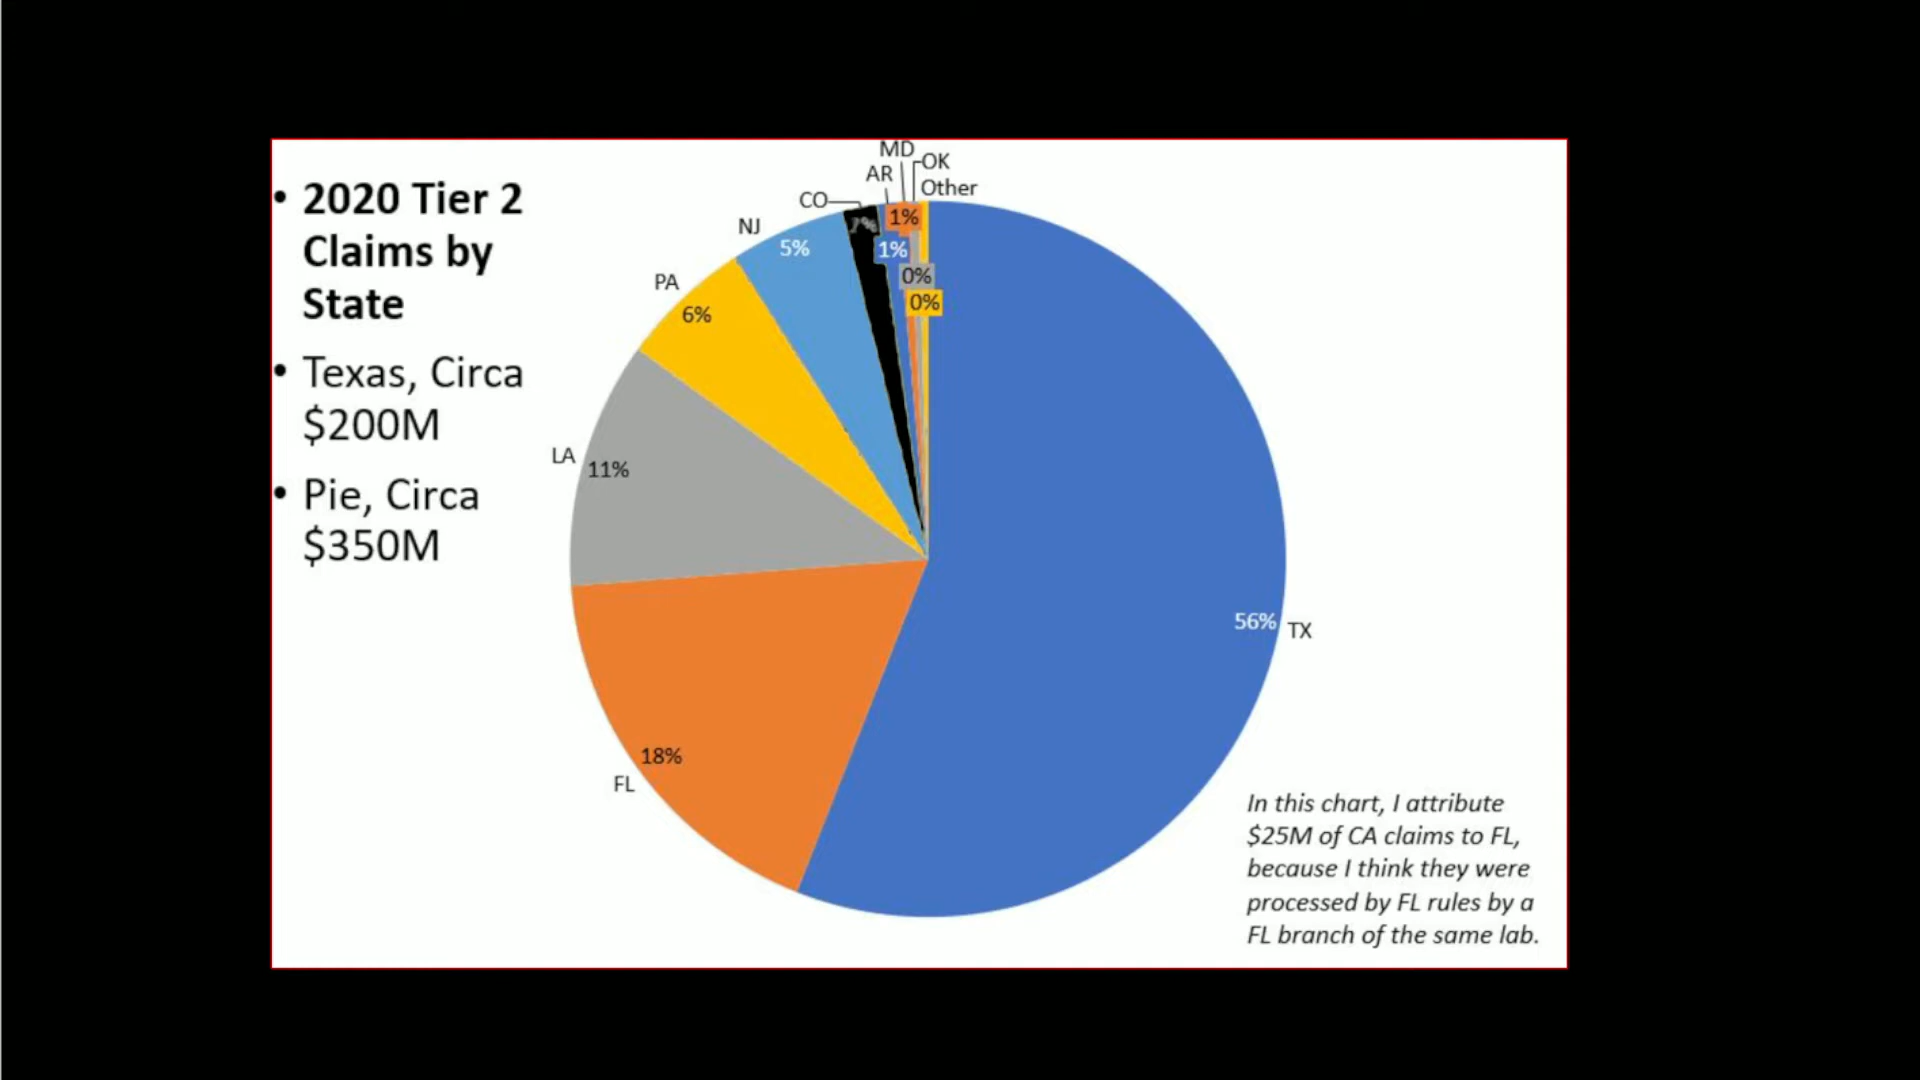 • 2020 Tier 2
Claims by
State
• Texas, Circa
$200M
• Pie, Circa
$350M
MD
OK
AR
Other
CO
NJ
PA
LA
FL
TX
1%
5%
1%
0%
0%
6%
11%
18%
56%
In this chart, I attribute
$25M of CA claims to FL,
because I think they were
processed by FL rules by a
FL branch of the same lab.